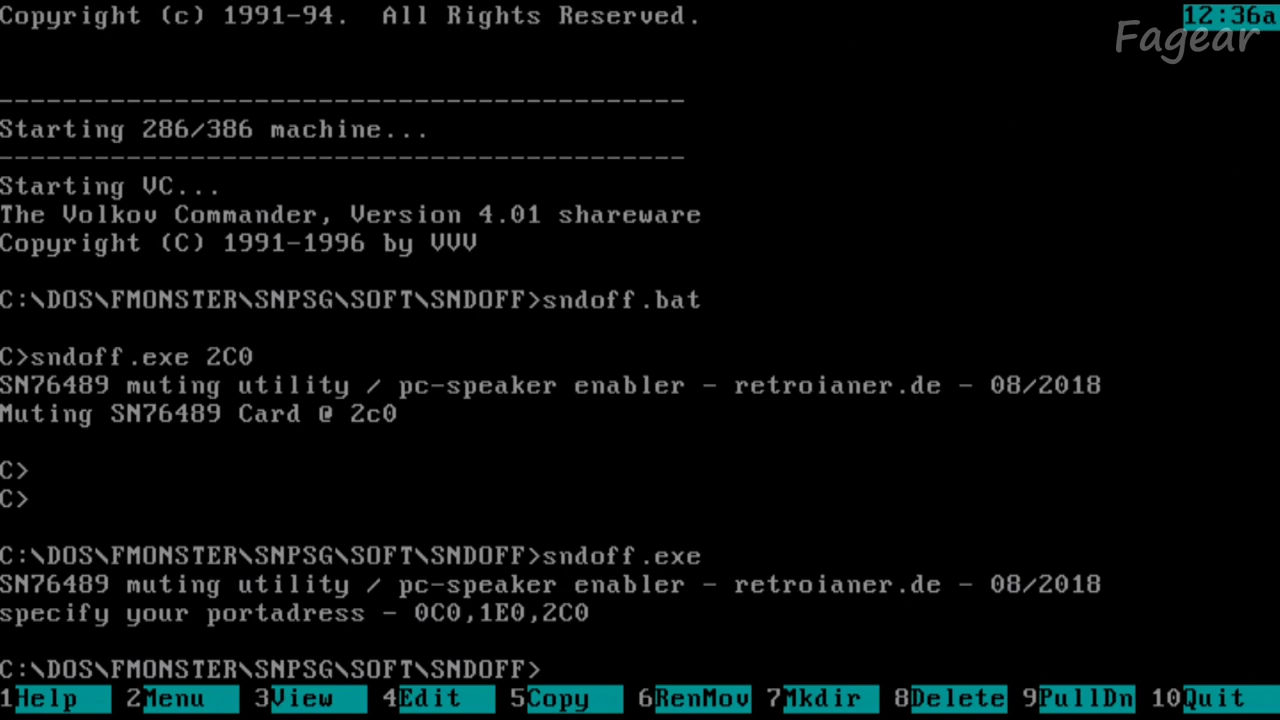 Copyright (c) 1991-94.  All Rights Reserved.
12:36a
Fagear
-------------------------------------------
Starting 286/386 machine...
-------------------------------------------
Starting VC...
The Volkov Commander, Version 4.01 shareware
Copyright (C) 1991-1996 by VVV
C:\DOS\FMONSTER\SNPSG\SOFT\SNDOFF>sndoff.bat
C>sndoff.exe 2C0
SN76489 muting utility / pc-speaker enabler - retroianer.de - 08/2018
Muting SN76489 Card @ 2c0
C>
C>
C:\DOS\FMONSTER\SNPSG\SOFT\SNDOFF>sndoff.exe
SN76489 muting utility / pc-speaker enabler - retroianer.de - 08/2018
specify your portadress - 0C0,1E0,2C0
C:\DOS\FMONSTER\SNPSG\SOFT\SNDOFF>
1Help 2Menu 3View 4Edit 5Copy 6RenMov 7Mkdir 8Delete 9PullDn 10Quit